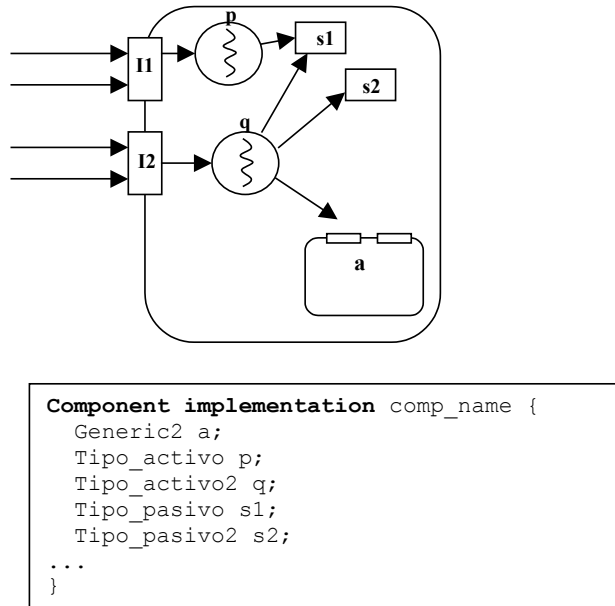 p
s1
I1
s2
q
I2
a
Component implementation comp_name {
Generic2 a;
Tipo_activo p;
Tipo_activo2 q;
Tipo_pasivo s1;
Tipo_pasivo2 s2;
...
}